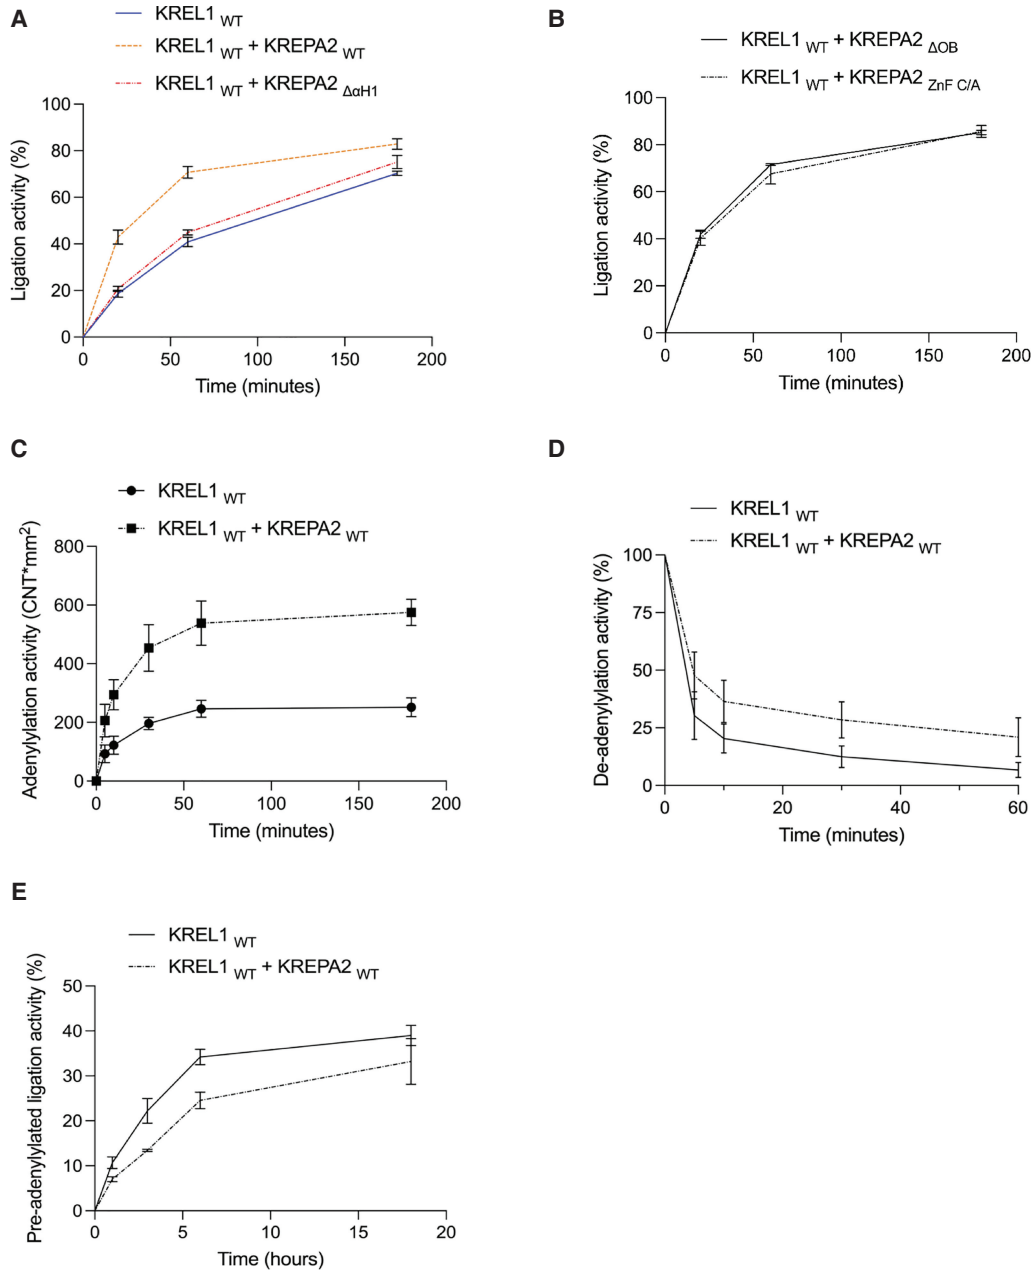 A
KREL1 WT
KREL1 WT + KREPA2 WT
KREL1 WT + KREPA2 ΔαH1
Ligation activity (%)
100
80
60
40
20
0
0 50 100 150 200
Time (minutes)
B
KREL1 WT + KREPA2 ΔOB
KREL1 WT + KREPA2 ZnF C/A
Ligation activity (%)
100
80
60
40
20
0
0 50 100 150 200
Time (minutes)
C
KREL1 WT
KREL1 WT + KREPA2 WT
Adenylylation activity (CNT*mm2)
800
600
400
200
0
0 50 100 150 200
Time (minutes)
D
KREL1 WT
KREL1 WT + KREPA2 WT
De-adenylylation activity (%)
100
75
50
25
0
0 20 40 60
Time (minutes)
E
KREL1 WT
KREL1 WT + KREPA2 WT
Pre-adenylylated ligation activity (%)
50
40
30
20
10
0
0 5 10 15 20
Time (hours)